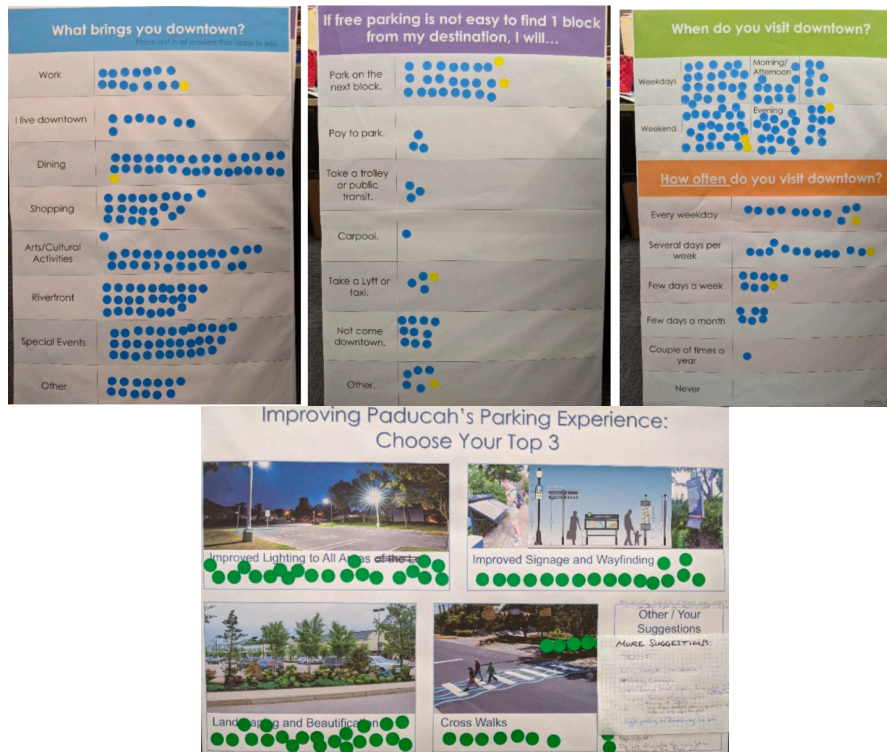 What brings you downtown?
Place dot in all answers that apply to you.
Work
I live downtown
Dining
Shopping
Arts/Cultural
Activities
Riverfront
Special Events
Other
If free parking is not easy to find 1 block
from my destination, I will...
Park on the
next block.
Pay to park.
Take a trolley
or public
transit.
Carpool.
Take a Lyft or
taxi.
Not come
downtown.
Other.
When do you visit downtown?
Morning/
Afternoon
Weekdays
Evening
Weekend
How often do you visit downtown?
Every weekday
Several days per
week
Few days a week
Few days a month
Couple of times a
year
Never
Improving Paducah's Parking Experience:
Choose Your Top 3
Improved Lighting to All Areas of the
Improved Signage and Wayfinding
Other / Your
Suggestions
MORE SUGGESTIONS:
Landscaping and Beautification
Cross Walks